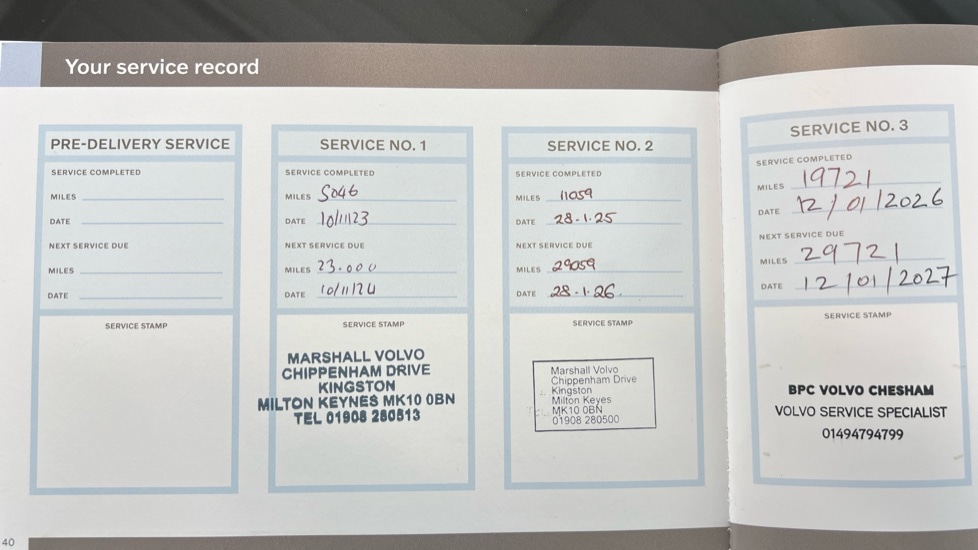 Your service record
PRE-DELIVERY SERVICE
SERVICE COMPLETED
MILES
DATE
NEXT SERVICE DUE
MILES
DATE
SERVICE STAMP
SERVICE NO. 1
SERVICE COMPLETED
MILES 5046
DATE 10/11/23
NEXT SERVICE DUE
MILES 23.000
DATE 10/11/24
SERVICE STAMP
MARSHALL VOLVO
CHIPPENHAM DRIVE
KINGSTON
MILTON KEYNES MK10 0BN
TEL 01908 280513
SERVICE NO. 2
SERVICE COMPLETED
MILES 11059
DATE 28-1-25
NEXT SERVICE DUE
MILES 29059
DATE 28-1-26.
SERVICE STAMP
Marshall Volvo
Chippenham Drive
Kingston
Milton Keyes
MK10 0BN
01908 280500
SERVICE NO. 3
SERVICE COMPLETED
MILES 19721
DATE 12/01/2026
NEXT SERVICE DUE
MILES 29721
DATE 12/01/2027
SERVICE STAMP
BPC VOLVO CHESHAM
VOLVO SERVICE SPECIALIST
01494794799
40